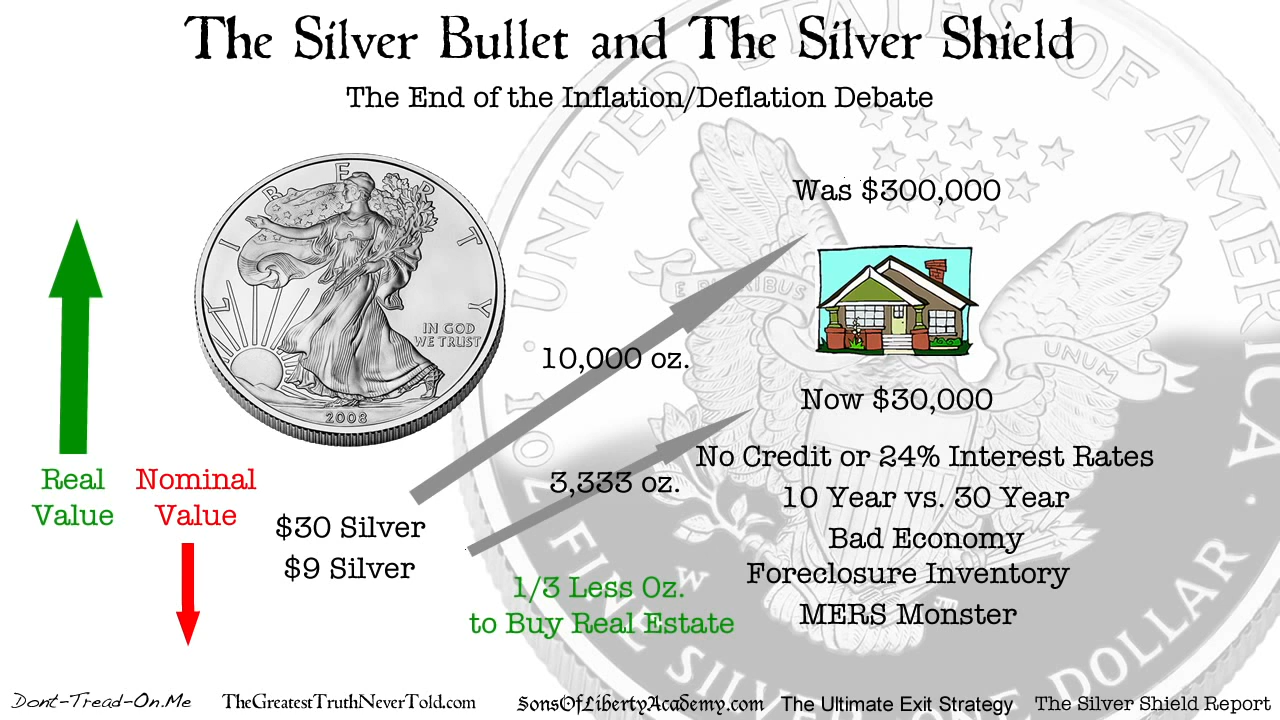 The Silver Bullet and The Silver Shield
The End of the Inflation/Deflation Debate
UNITED STATES OF AMERICA · 1 OZ. FINE SILVER~ONE DOLLAR ·
E PLURIBUS
UNUM
LIBERTY
IN GOD
WE TRUST
2008
Was $300,000
10,000 oz.
Now $30,000
3,333 oz.
No Credit or 24% Interest Rates
10 Year vs. 30 Year
Bad Economy
Foreclosure Inventory
MERS Monster
Real
Value
Nominal
Value
$30 Silver
$9 Silver
1/3 Less Oz.
to Buy Real Estate
W
Dont-Tread-On.Me
TheGreatestTruthNeverTold.com
SonsOfLibertyAcademy.com
The Ultimate Exit Strategy
The Silver Shield Report